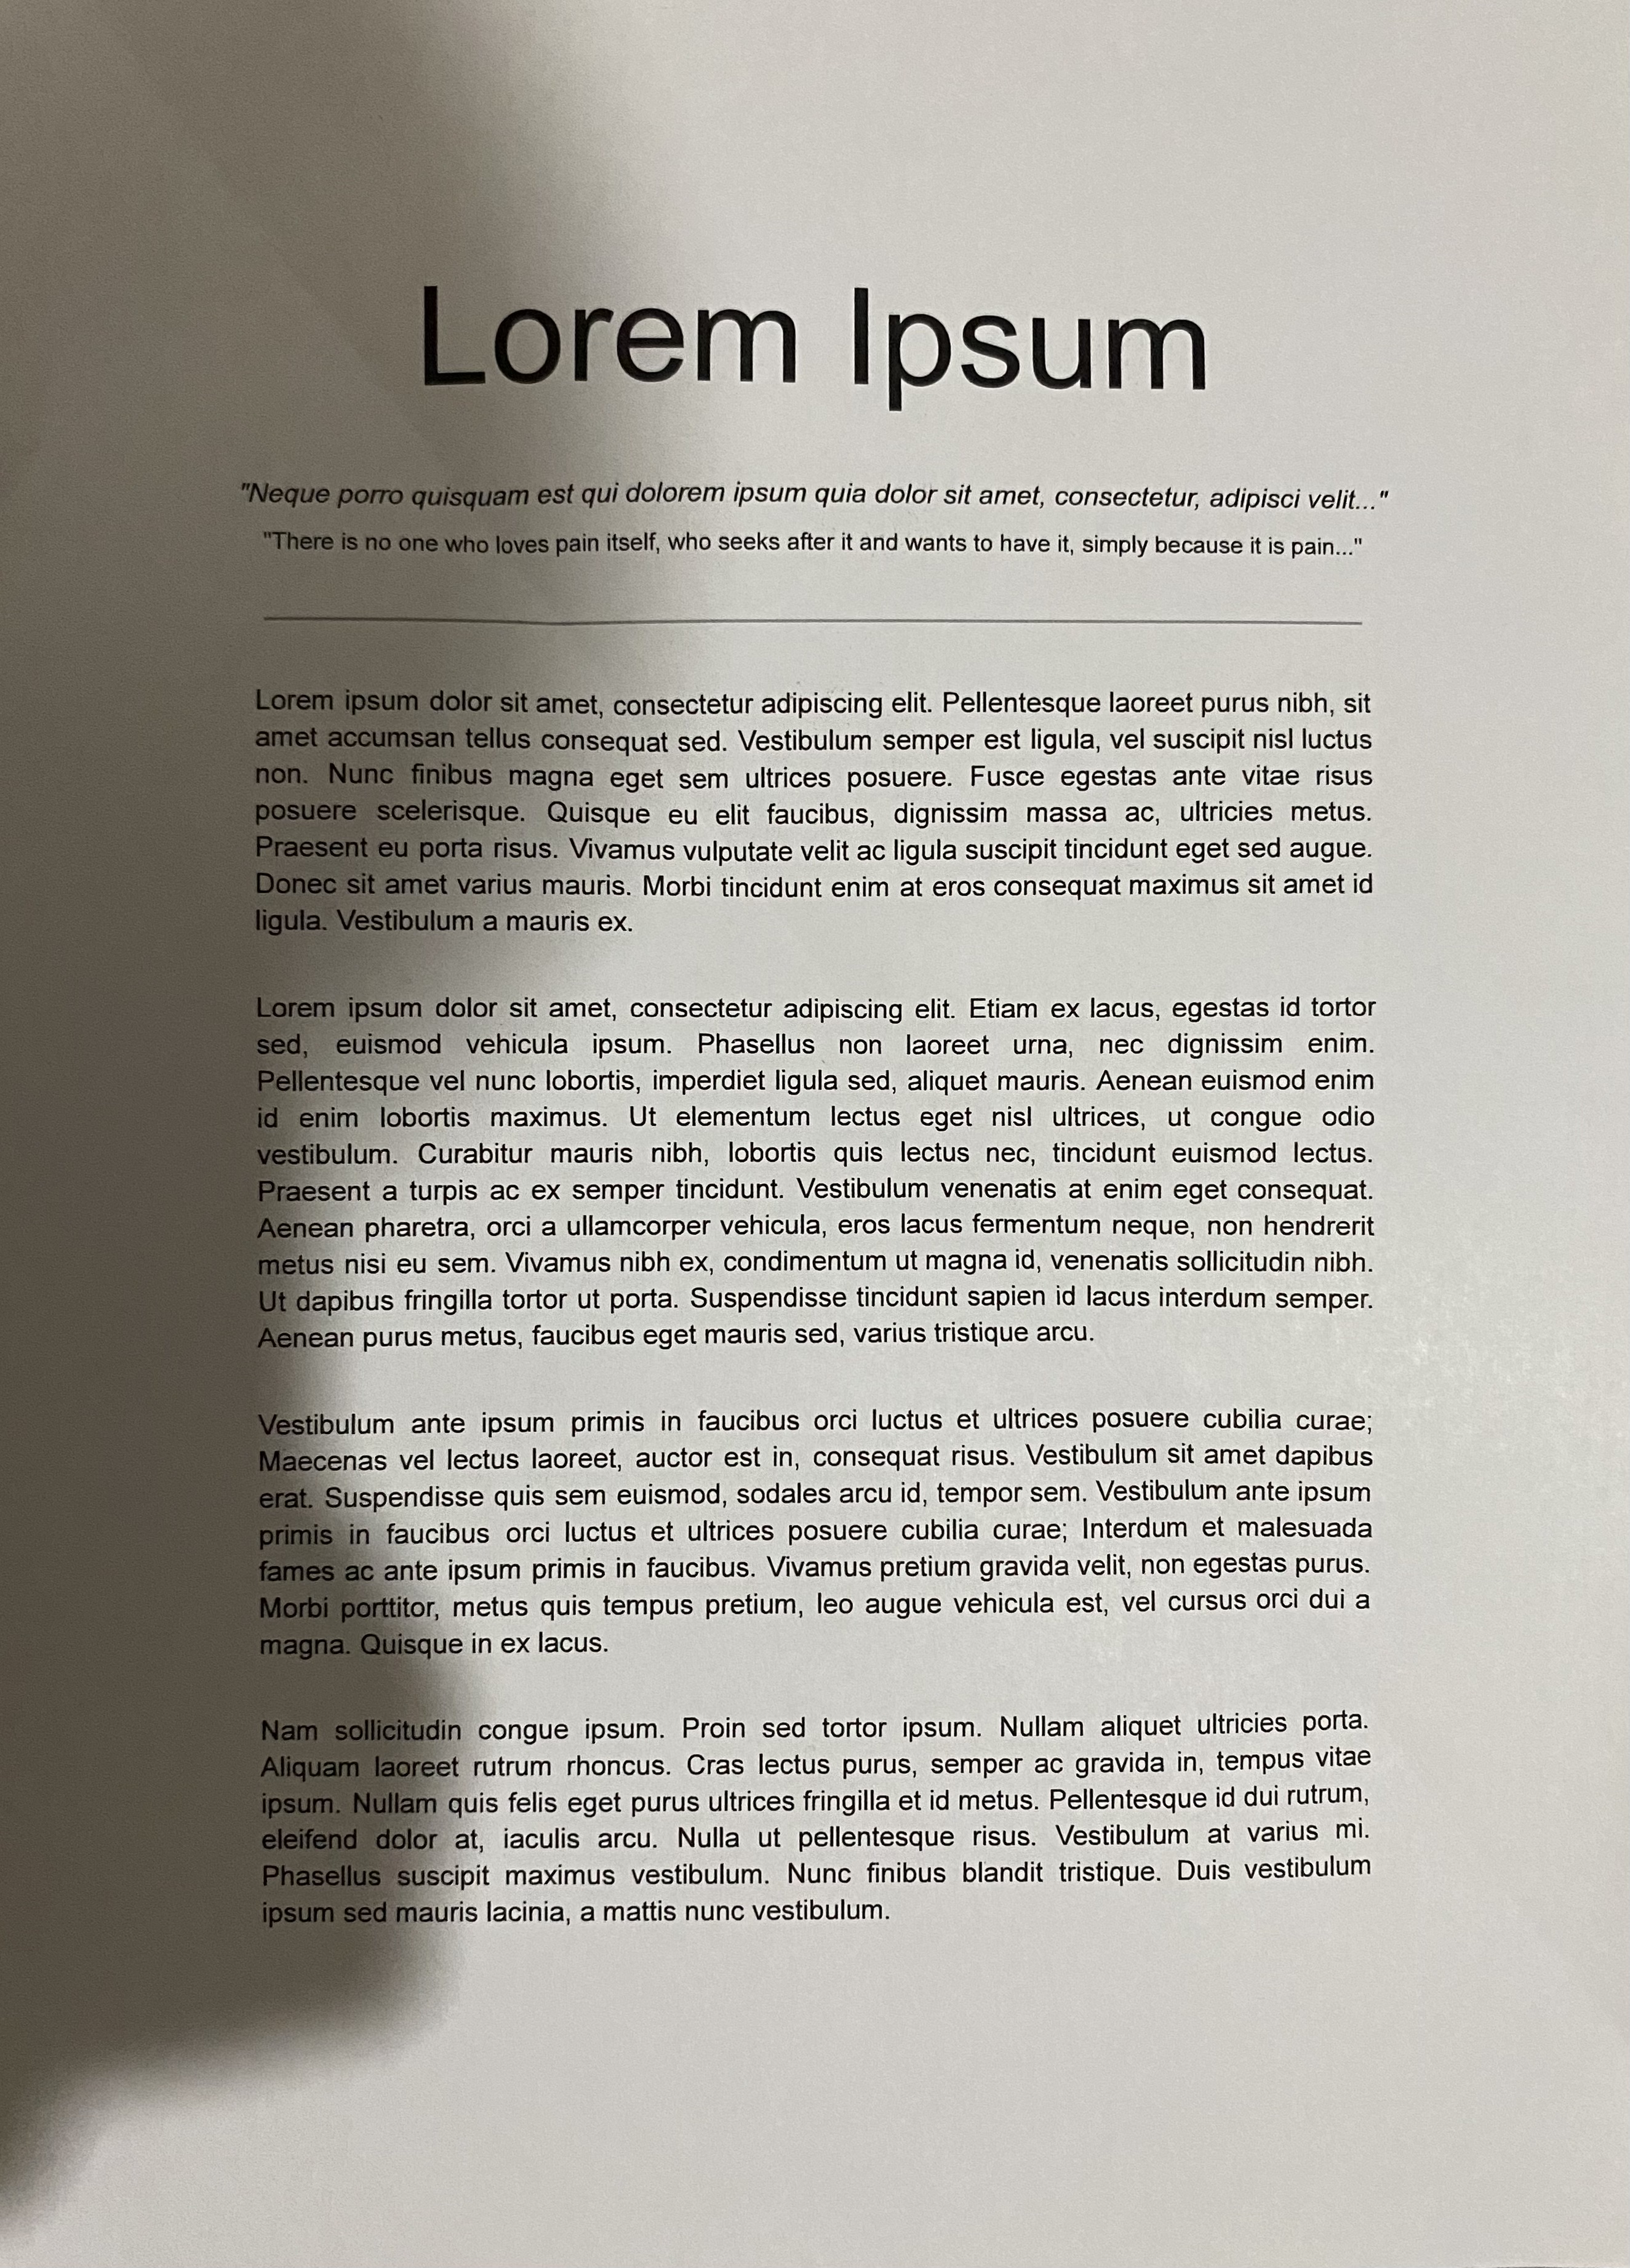 Lorem Ipsum
"Neque porro quisquam est qui dolorem ipsum quia dolor sit amet, consectetur, adipisci velit..."
"There is no one who loves pain itself, who seeks after it and wants to have it, simply because it is pain..."
Lorem ipsum dolor sit amet, consectetur adipiscing elit. Pellentesque laoreet purus nibh, sit
amet accumsan tellus consequat sed. Vestibulum semper est ligula, vel suscipit nisl luctus
non. Nunc finibus magna eget sem ultrices posuere. Fusce egestas ante vitae risus
posuere scelerisque. Quisque eu elit faucibus, dignissim massa ac, ultricies metus.
Praesent eu porta risus. Vivamus vulputate velit ac ligula suscipit tincidunt eget sed augue.
Donec sit amet varius mauris. Morbi tincidunt enim at eros consequat maximus sit amet id
ligula. Vestibulum a mauris ex.
Lorem ipsum dolor sit amet, consectetur adipiscing elit. Etiam ex lacus, egestas id tortor
sed, euismod vehicula ipsum. Phasellus non laoreet urna, nec dignissim enim.
Pellentesque vel nunc lobortis, imperdiet ligula sed, aliquet mauris. Aenean euismod enim
id enim lobortis maximus. Ut elementum lectus eget nisl ultrices, ut congue odio
vestibulum. Curabitur mauris nibh, lobortis quis lectus nec, tincidunt euismod lectus.
Praesent a turpis ac ex semper tincidunt. Vestibulum venenatis at enim eget consequat.
Aenean pharetra, orci a ullamcorper vehicula, eros lacus fermentum neque, non hendrerit
metus nisi eu sem. Vivamus nibh ex, condimentum ut magna id, venenatis sollicitudin nibh.
Ut dapibus fringilla tortor ut porta. Suspendisse tincidunt sapien id lacus interdum semper.
Aenean purus metus, faucibus eget mauris sed, varius tristique arcu.
Vestibulum ante ipsum primis in faucibus orci luctus et ultrices posuere cubilia curae;
Maecenas vel lectus laoreet, auctor est in, consequat risus. Vestibulum sit amet dapibus
erat. Suspendisse quis sem euismod, sodales arcu id, tempor sem. Vestibulum ante ipsum
primis in faucibus orci luctus et ultrices posuere cubilia curae; Interdum et malesuada
fames ac ante ipsum primis in faucibus. Vivamus pretium gravida velit, non egestas purus.
Morbi porttitor, metus quis tempus pretium, leo augue vehicula est, vel cursus orci dui a
magna. Quisque in ex lacus.
Nam sollicitudin congue ipsum. Proin sed tortor ipsum. Nullam aliquet ultricies porta.
Aliquam laoreet rutrum rhoncus. Cras lectus purus, semper ac gravida in, tempus vitae
ipsum. Nullam quis felis eget purus ultrices fringilla et id metus. Pellentesque id dui rutrum,
eleifend dolor at, iaculis arcu. Nulla ut pellentesque risus. Vestibulum at varius mi.
Phasellus suscipit maximus vestibulum. Nunc finibus blandit tristique. Duis vestibulum
ipsum sed mauris lacinia, a mattis nunc vestibulum.